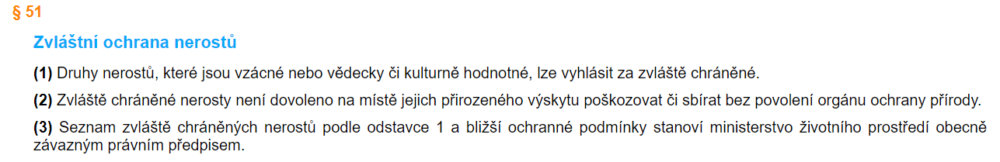 § 51
Zvláštní ochrana nerostů
(1) Druhy nerostů, které jsou vzácné nebo vědecky či kulturně hodnotné, lze vyhlásit za zvláště chráněné.
(2) Zvláště chráněné nerosty není dovoleno na místě jejich přirozeného výskytu poškozovat či sbírat bez povolení orgánu ochrany přírody.
(3) Seznam zvláště chráněných nerostů podle odstavce 1 a bližší ochranné podmínky stanoví ministerstvo životního prostředí obecně
závazným právním předpisem.